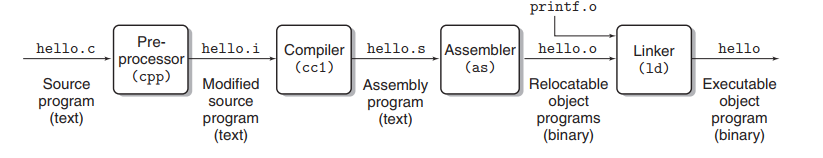 printf.o
hello.c
Pre-
processor
(cpp)
hello.i
Compiler
(cc1)
hello.s
Assembler
(as)
hello.o
Linker
(ld)
hello
Source
program
(text)
Modified
source
program
(text)
Assembly
program
(text)
Relocatable
object
programs
(binary)
Executable
object
program
(binary)